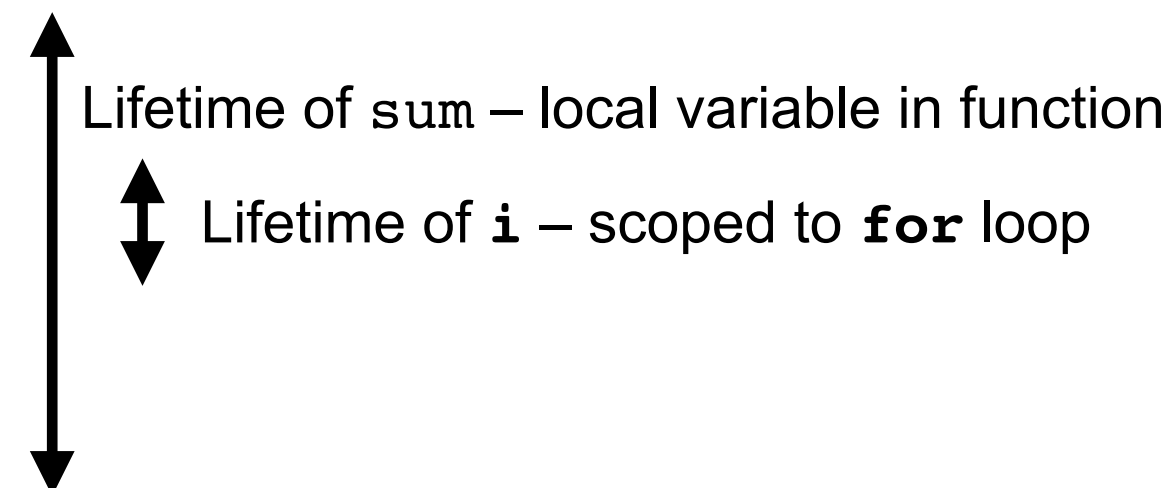 Lifetime of sum – local variable in function
Lifetime of i – scoped to for loop